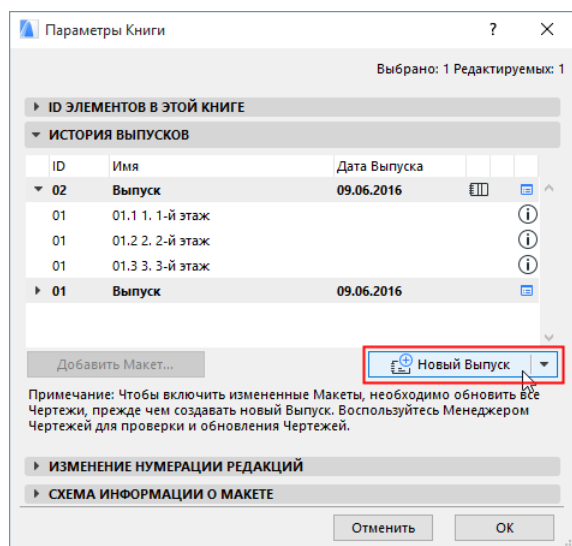 Параметры Книги ?
Выбрано: 1 Редактируемых: 1
ID ЭЛЕМЕНТОВ В ЭТОЙ КНИГЕ
ИСТОРИЯ ВЫПУСКОВ
ID Имя Дата Выпуска
02 Выпуск 09.06.2016
01 01.1 1. 1-й этаж
01 01.2 2. 2-й этаж
01 01.3 3. 3-й этаж
01 Выпуск 09.06.2016
Добавить Макет... Новый Выпуск
Примечание: Чтобы включить измененные Макеты, необходимо обновить все
Чертежи, прежде чем создавать новый Выпуск. Воспользуйтесь Менеджером
Чертежей для проверки и обновления Чертежей.
ИЗМЕНЕНИЕ НУМЕРАЦИИ РЕДАКЦИЙ
СХЕМА ИНФОРМАЦИИ О МАКЕТЕ
Отменить ОК